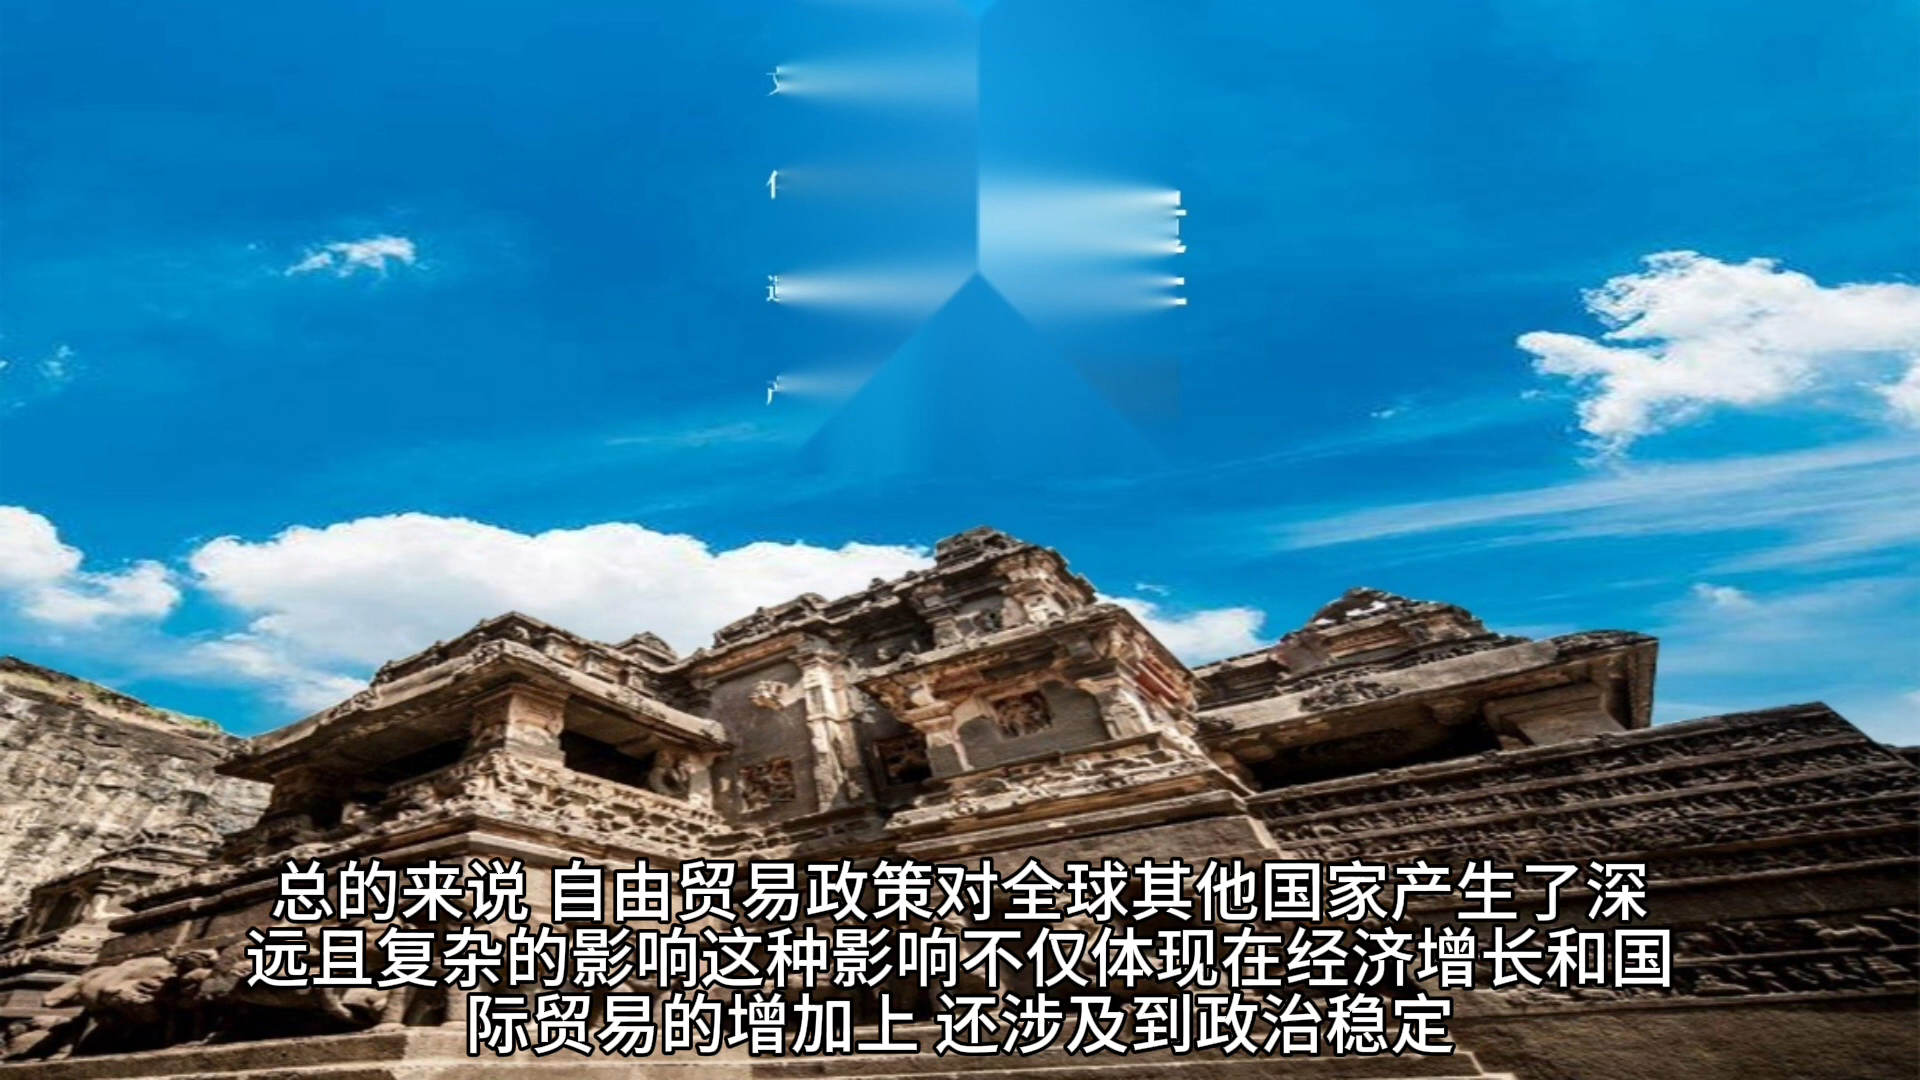 总的来说 自由贸易政策对全球其他国家产生了深
远且复杂的影响这种影响不仅体现在经济增长和国
际贸易的增加上 还涉及到政治稳定